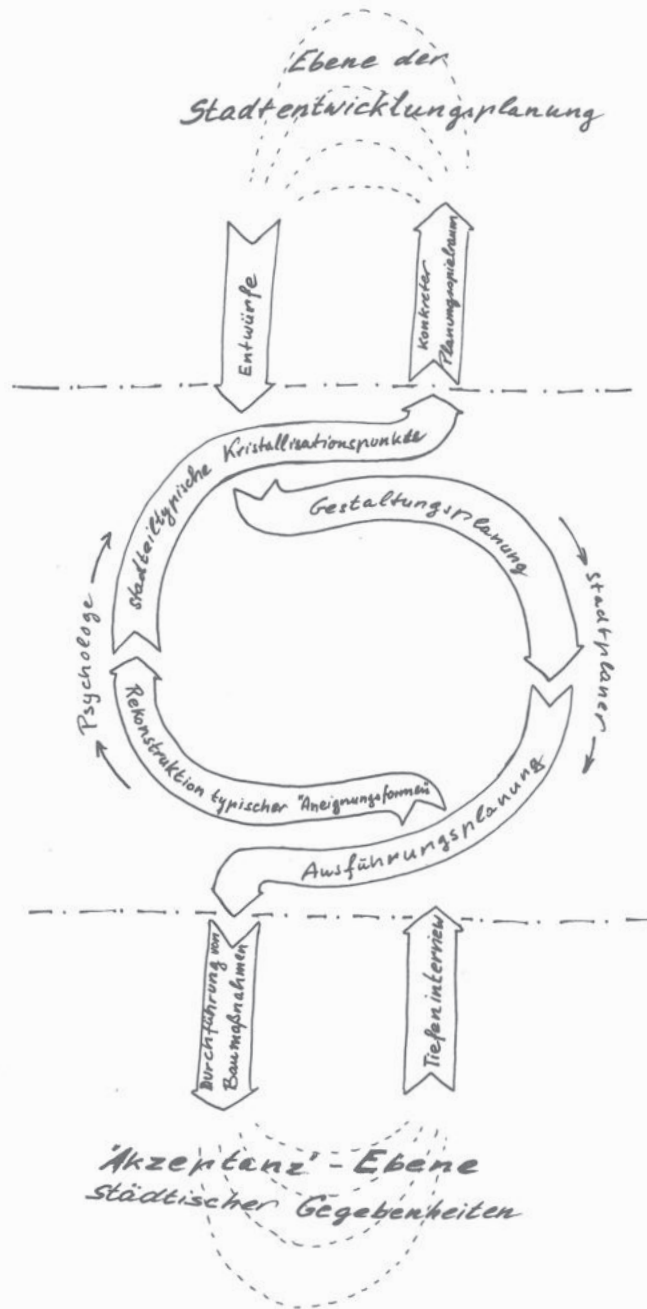 Ebene der
Stadtentwicklungsplanung
Entwürfe
Konkreter
Planungsspielraum
Stadtteiltypische Kristallisationspunkte
Gestaltungsplanung
Psychologe
Stadtplaner
Rekonstruktion typischer "Aneignungsformen"
Ausführungsplanung
Durchführung von
Baumaßnahmen
Tiefeninterview
"Akzeptanz" - Ebene
städtischer Gegebenheiten